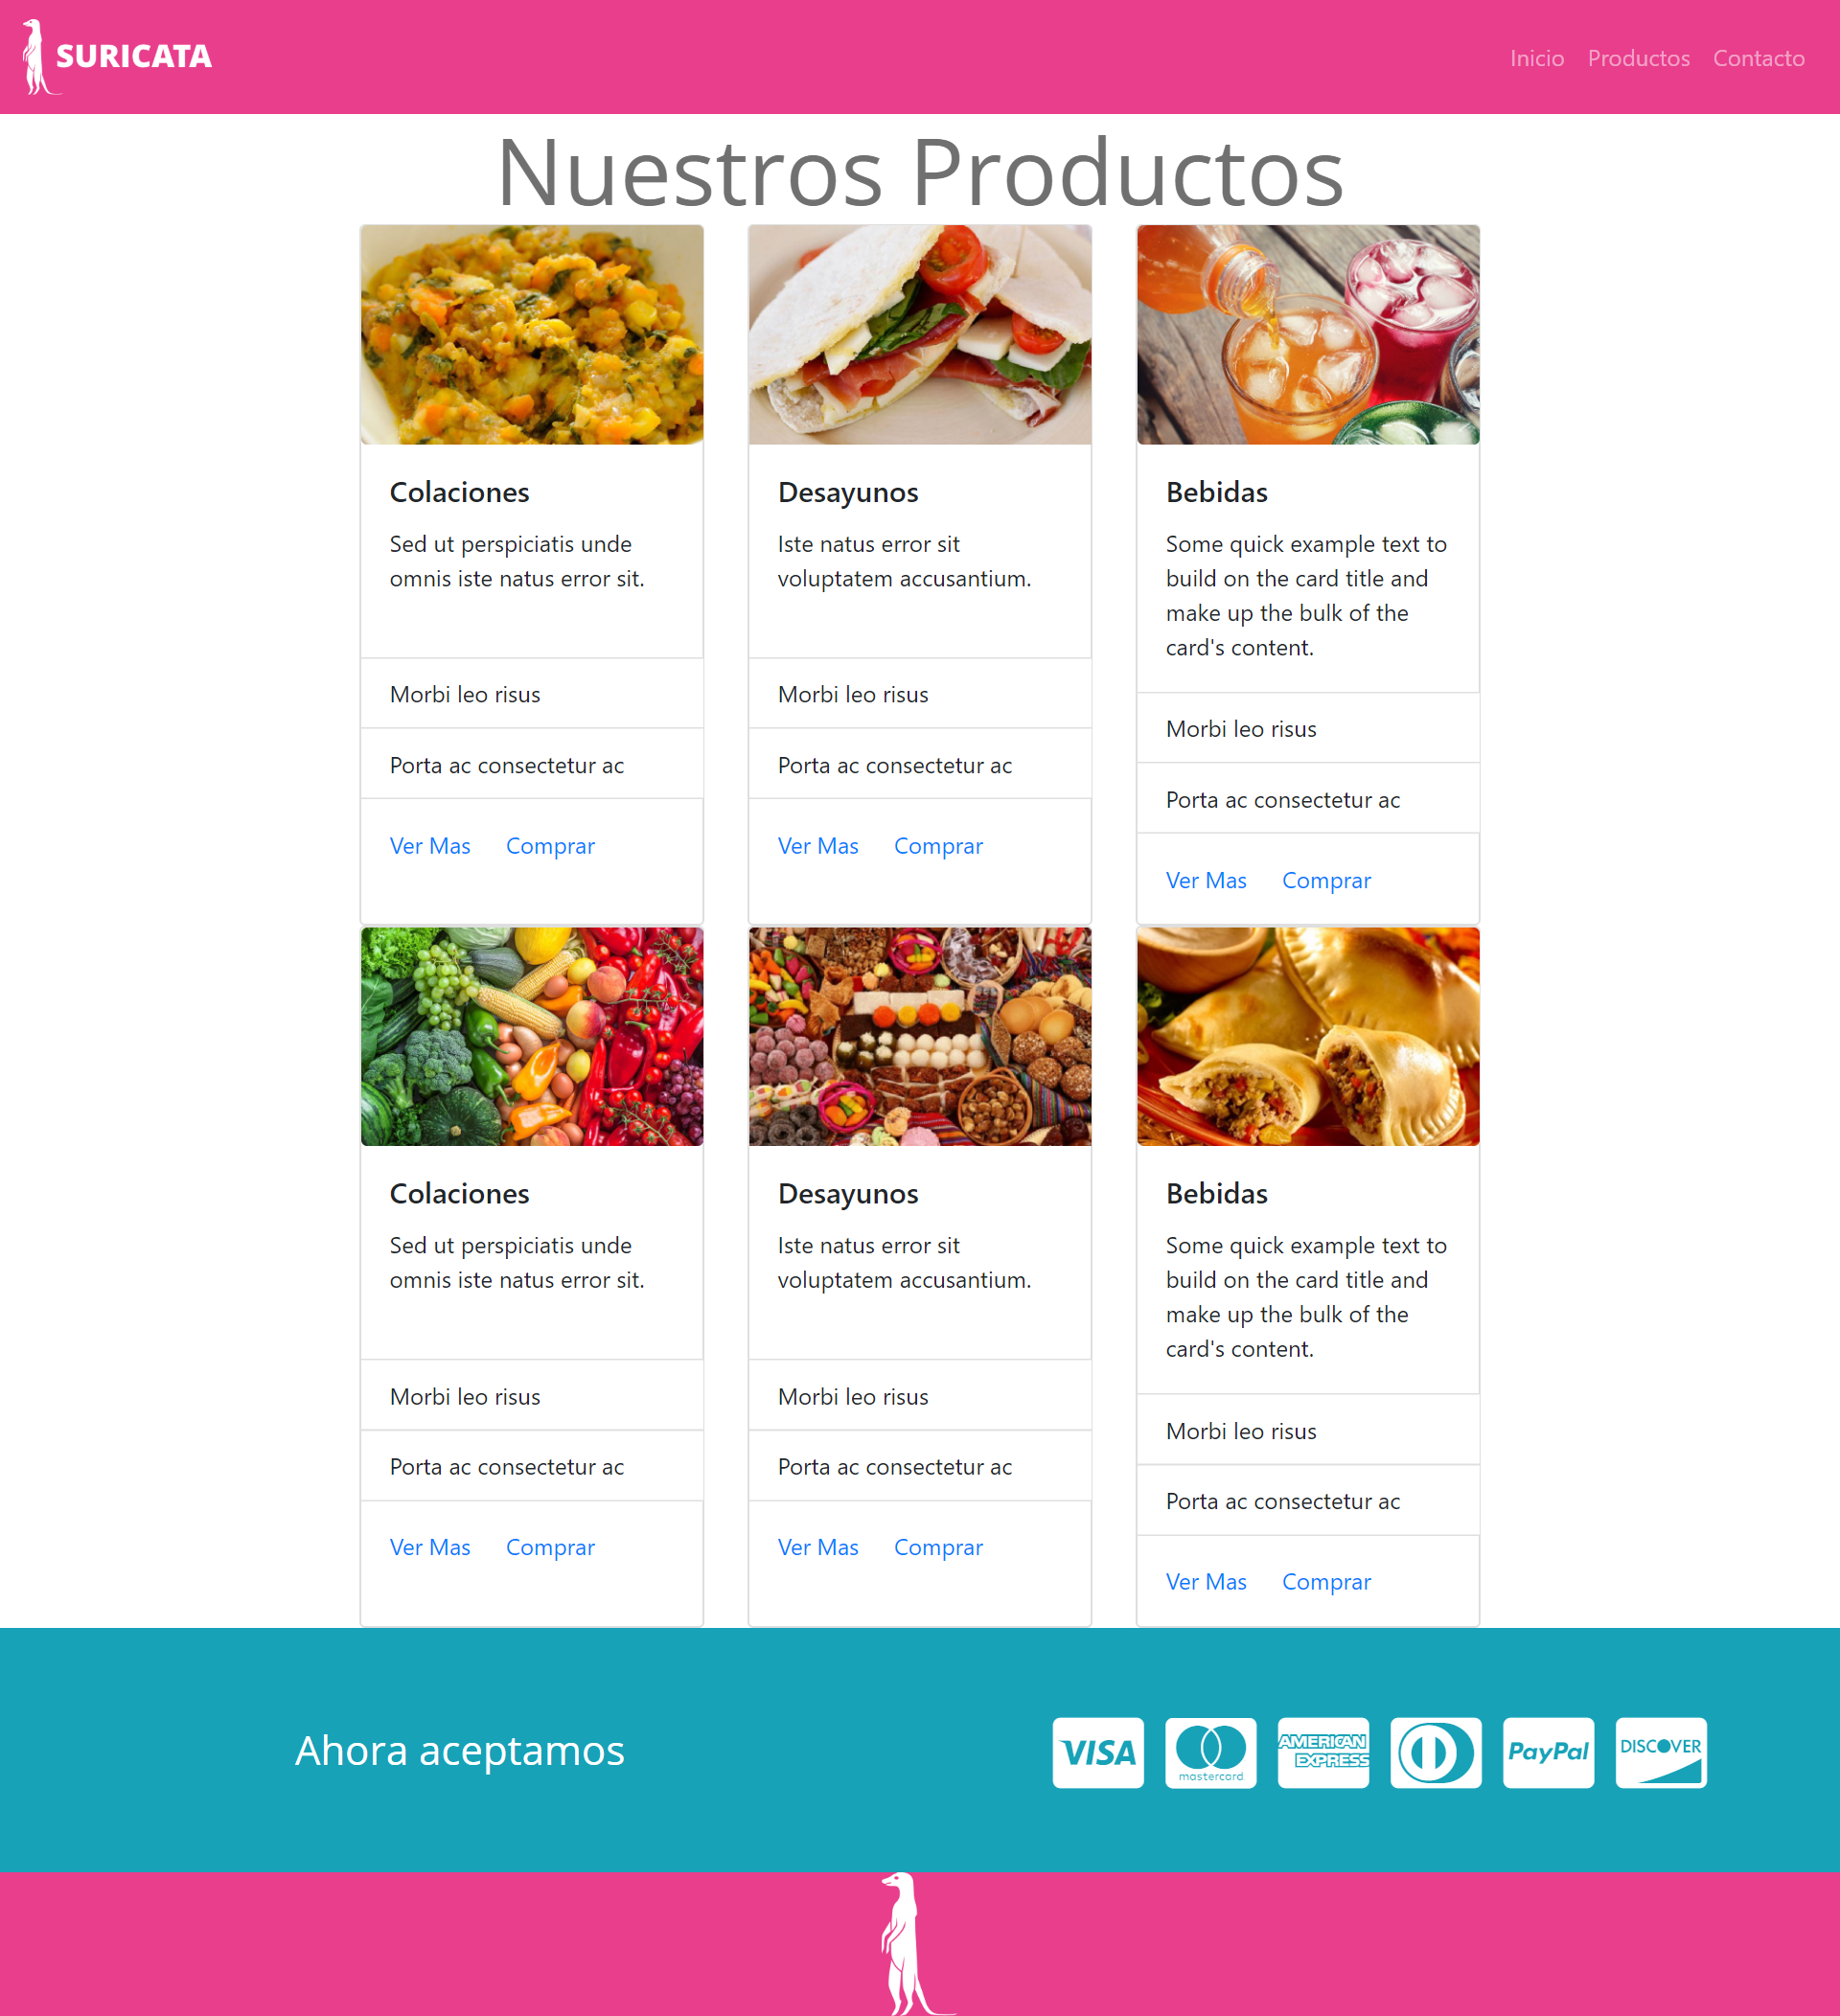 SURICATA
Inicio Productos Contacto
Nuestros Productos
Colaciones
Sed ut perspiciatis unde
omnis iste natus error sit.
Morbi leo risus
Porta ac consectetur ac
Ver Mas Comprar
Desayunos
Iste natus error sit
voluptatem accusantium.
Morbi leo risus
Porta ac consectetur ac
Ver Mas Comprar
Bebidas
Some quick example text to
build on the card title and
make up the bulk of the
card's content.
Morbi leo risus
Porta ac consectetur ac
Ver Mas Comprar
Colaciones
Sed ut perspiciatis unde
omnis iste natus error sit.
Morbi leo risus
Porta ac consectetur ac
Ver Mas Comprar
Desayunos
Iste natus error sit
voluptatem accusantium.
Morbi leo risus
Porta ac consectetur ac
Ver Mas Comprar
Bebidas
Some quick example text to
build on the card title and
make up the bulk of the
card's content.
Morbi leo risus
Porta ac consectetur ac
Ver Mas Comprar
Ahora aceptamos
VISA
mastercard
AMERICAN
EXPRESS
PayPal
DISCOVER